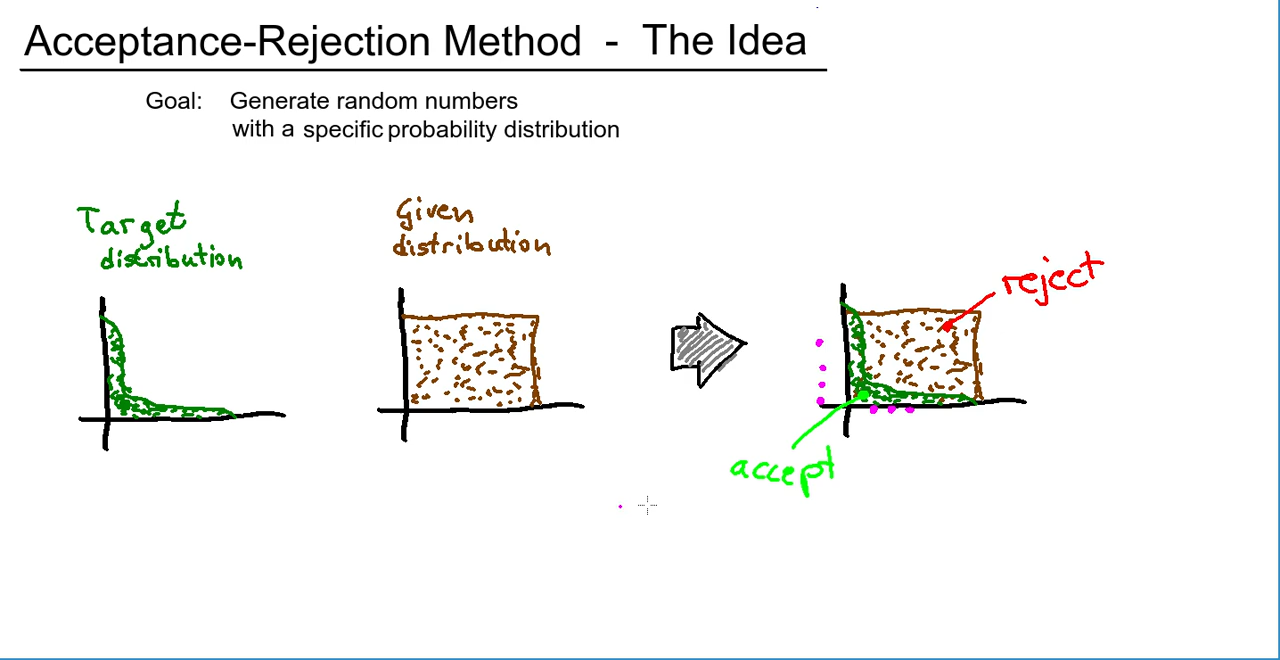 Acceptance-Rejection Method - The Idea
Goal: Generate random numbers
with a specific probability distribution
Target
distribution
Given
distribution
reject
accept